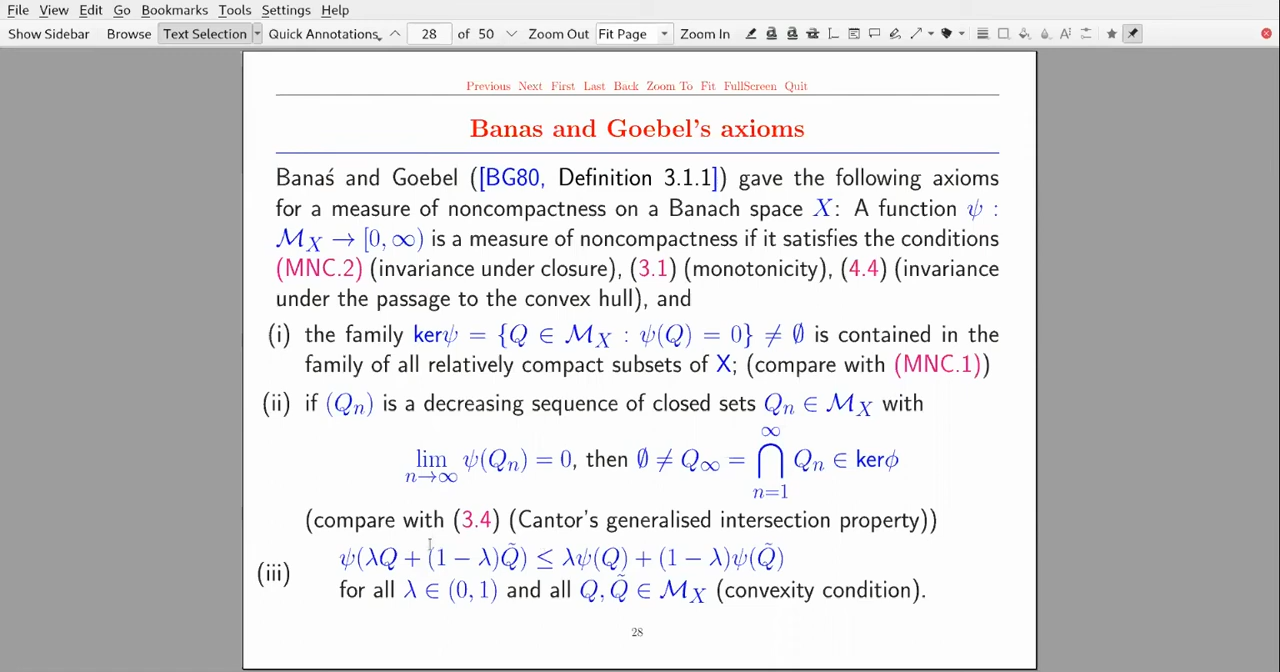 File View Edit Go Bookmarks Tools Settings Help
Show Sidebar Browse Text Selection Quick Annotations 28 of 50 Zoom Out Fit Page Zoom In
Previous Next First Last Back Zoom To Fit FullScreen Quit
Banas and Goebel's axioms
Banaś and Goebel ([BG80, Definition 3.1.1]) gave the following axioms
for a measure of noncompactness on a Banach space X: A function ψ :
ℳ_X → [0, ∞) is a measure of noncompactness if it satisfies the conditions
(MNC.2) (invariance under closure), (3.1) (monotonicity), (4.4) (invariance
under the passage to the convex hull), and
(i) the family kerψ = {Q ∈ ℳ_X : ψ(Q) = 0} ≠ ∅ is contained in the
family of all relatively compact subsets of X; (compare with (MNC.1))
(ii) if (Q_n) is a decreasing sequence of closed sets Q_n ∈ ℳ_X with
lim_{n→∞} ψ(Q_n) = 0, then ∅ ≠ Q_∞ = ⋂_{n=1}^{∞} Q_n ∈ kerϕ
(compare with (3.4) (Cantor's generalised intersection property))
(iii) ψ(λQ + (1 − λ)Q̃) ≤ λψ(Q) + (1 − λ)ψ(Q̃)
for all λ ∈ (0, 1) and all Q, Q̃ ∈ ℳ_X (convexity condition).
28